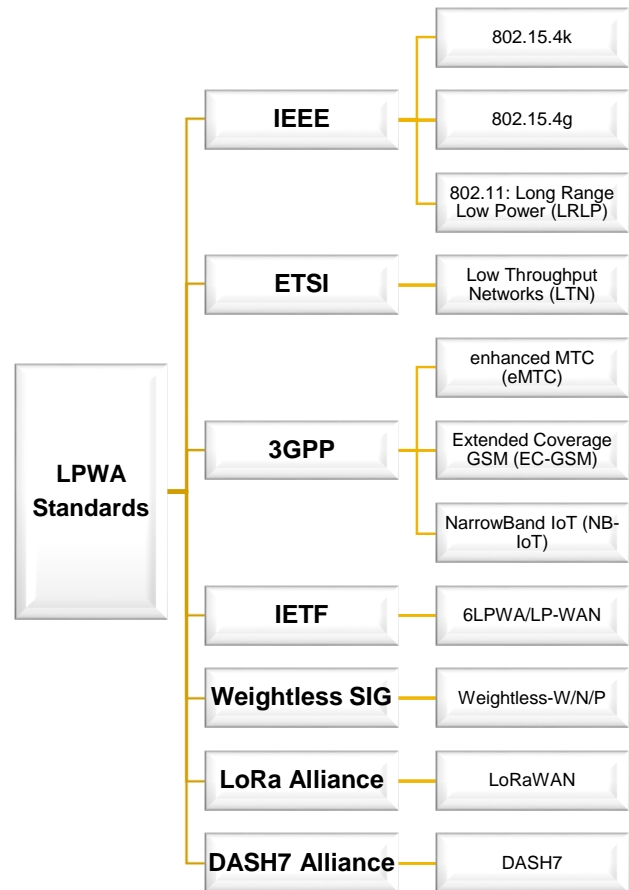 LPWA
Standards
IEEE
802.15.4k
802.15.4g
802.11: Long Range
Low Power (LRLP)
ETSI
Low Throughput
Networks (LTN)
3GPP
enhanced MTC
(eMTC)
Extended Coverage
GSM (EC-GSM)
NarrowBand IoT (NB-
IoT)
IETF
6LPWA/LP-WAN
Weightless SIG
Weightless-W/N/P
LoRa Alliance
LoRaWAN
DASH7 Alliance
DASH7